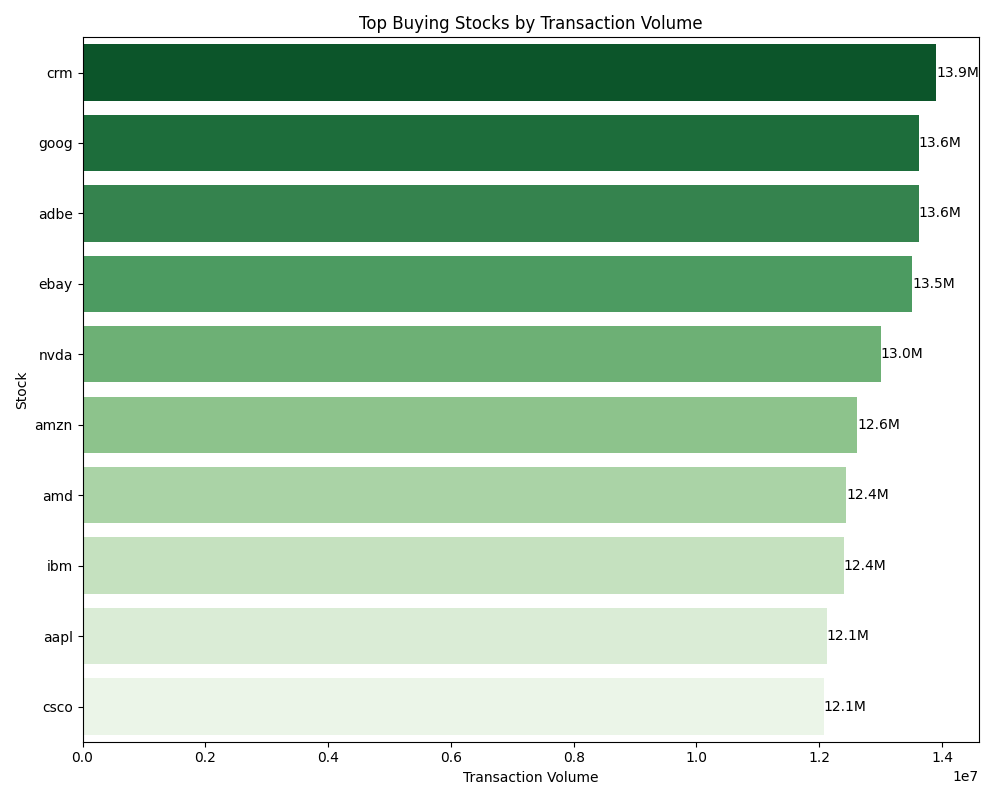 Top Buying Stocks by Transaction Volume
crm 13.9M
goog 13.6M
adbe 13.6M
ebay 13.5M
nvda 13.0M
amzn 12.6M
amd 12.4M
ibm 12.4M
aapl 12.1M
csco 12.1M
Stock
0.0 0.2 0.4 0.6 0.8 1.0 1.2 1.4
1e7
Transaction Volume